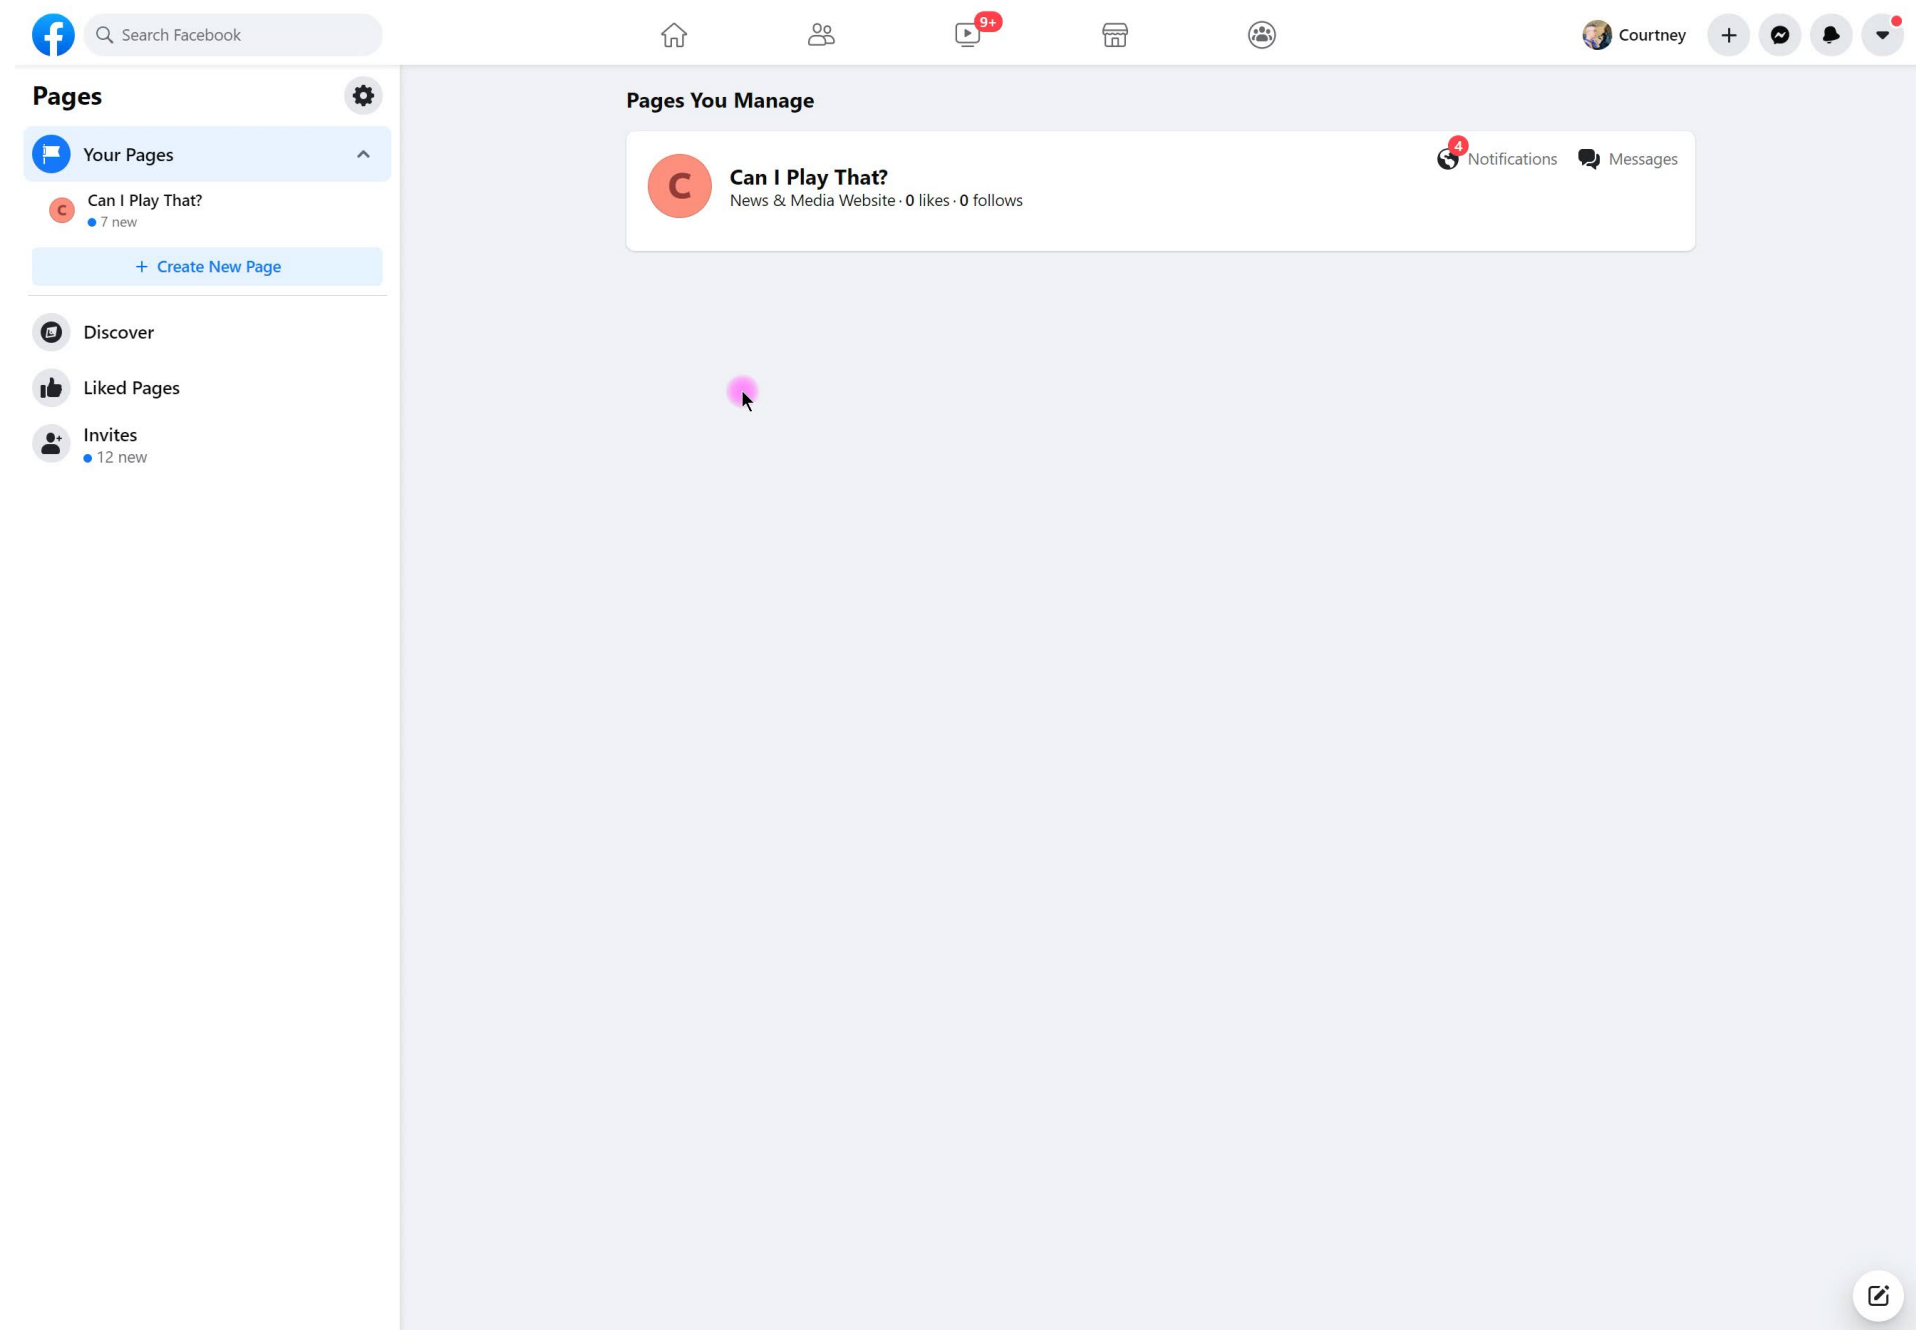 Search Facebook
9+
Courtney
Pages
Your Pages
Can I Play That?
7 new
+ Create New Page
Discover
Liked Pages
Invites
12 new
Pages You Manage
C
Can I Play That?
News & Media Website · 0 likes · 0 follows
4
Notifications
Messages
C